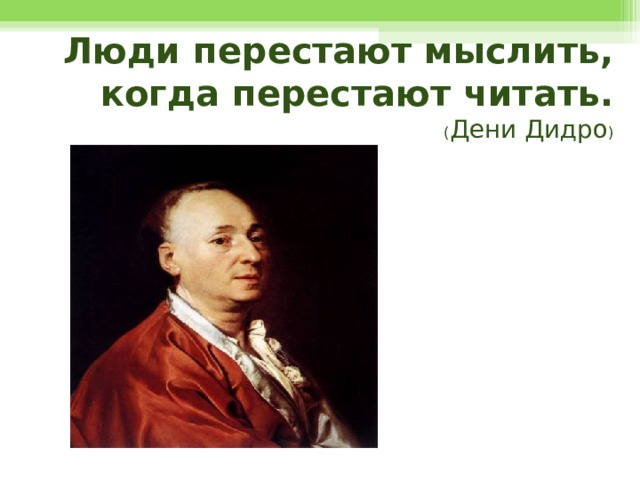 Люди перестают мыслить,
когда перестают читать.
(Дени Дидро)